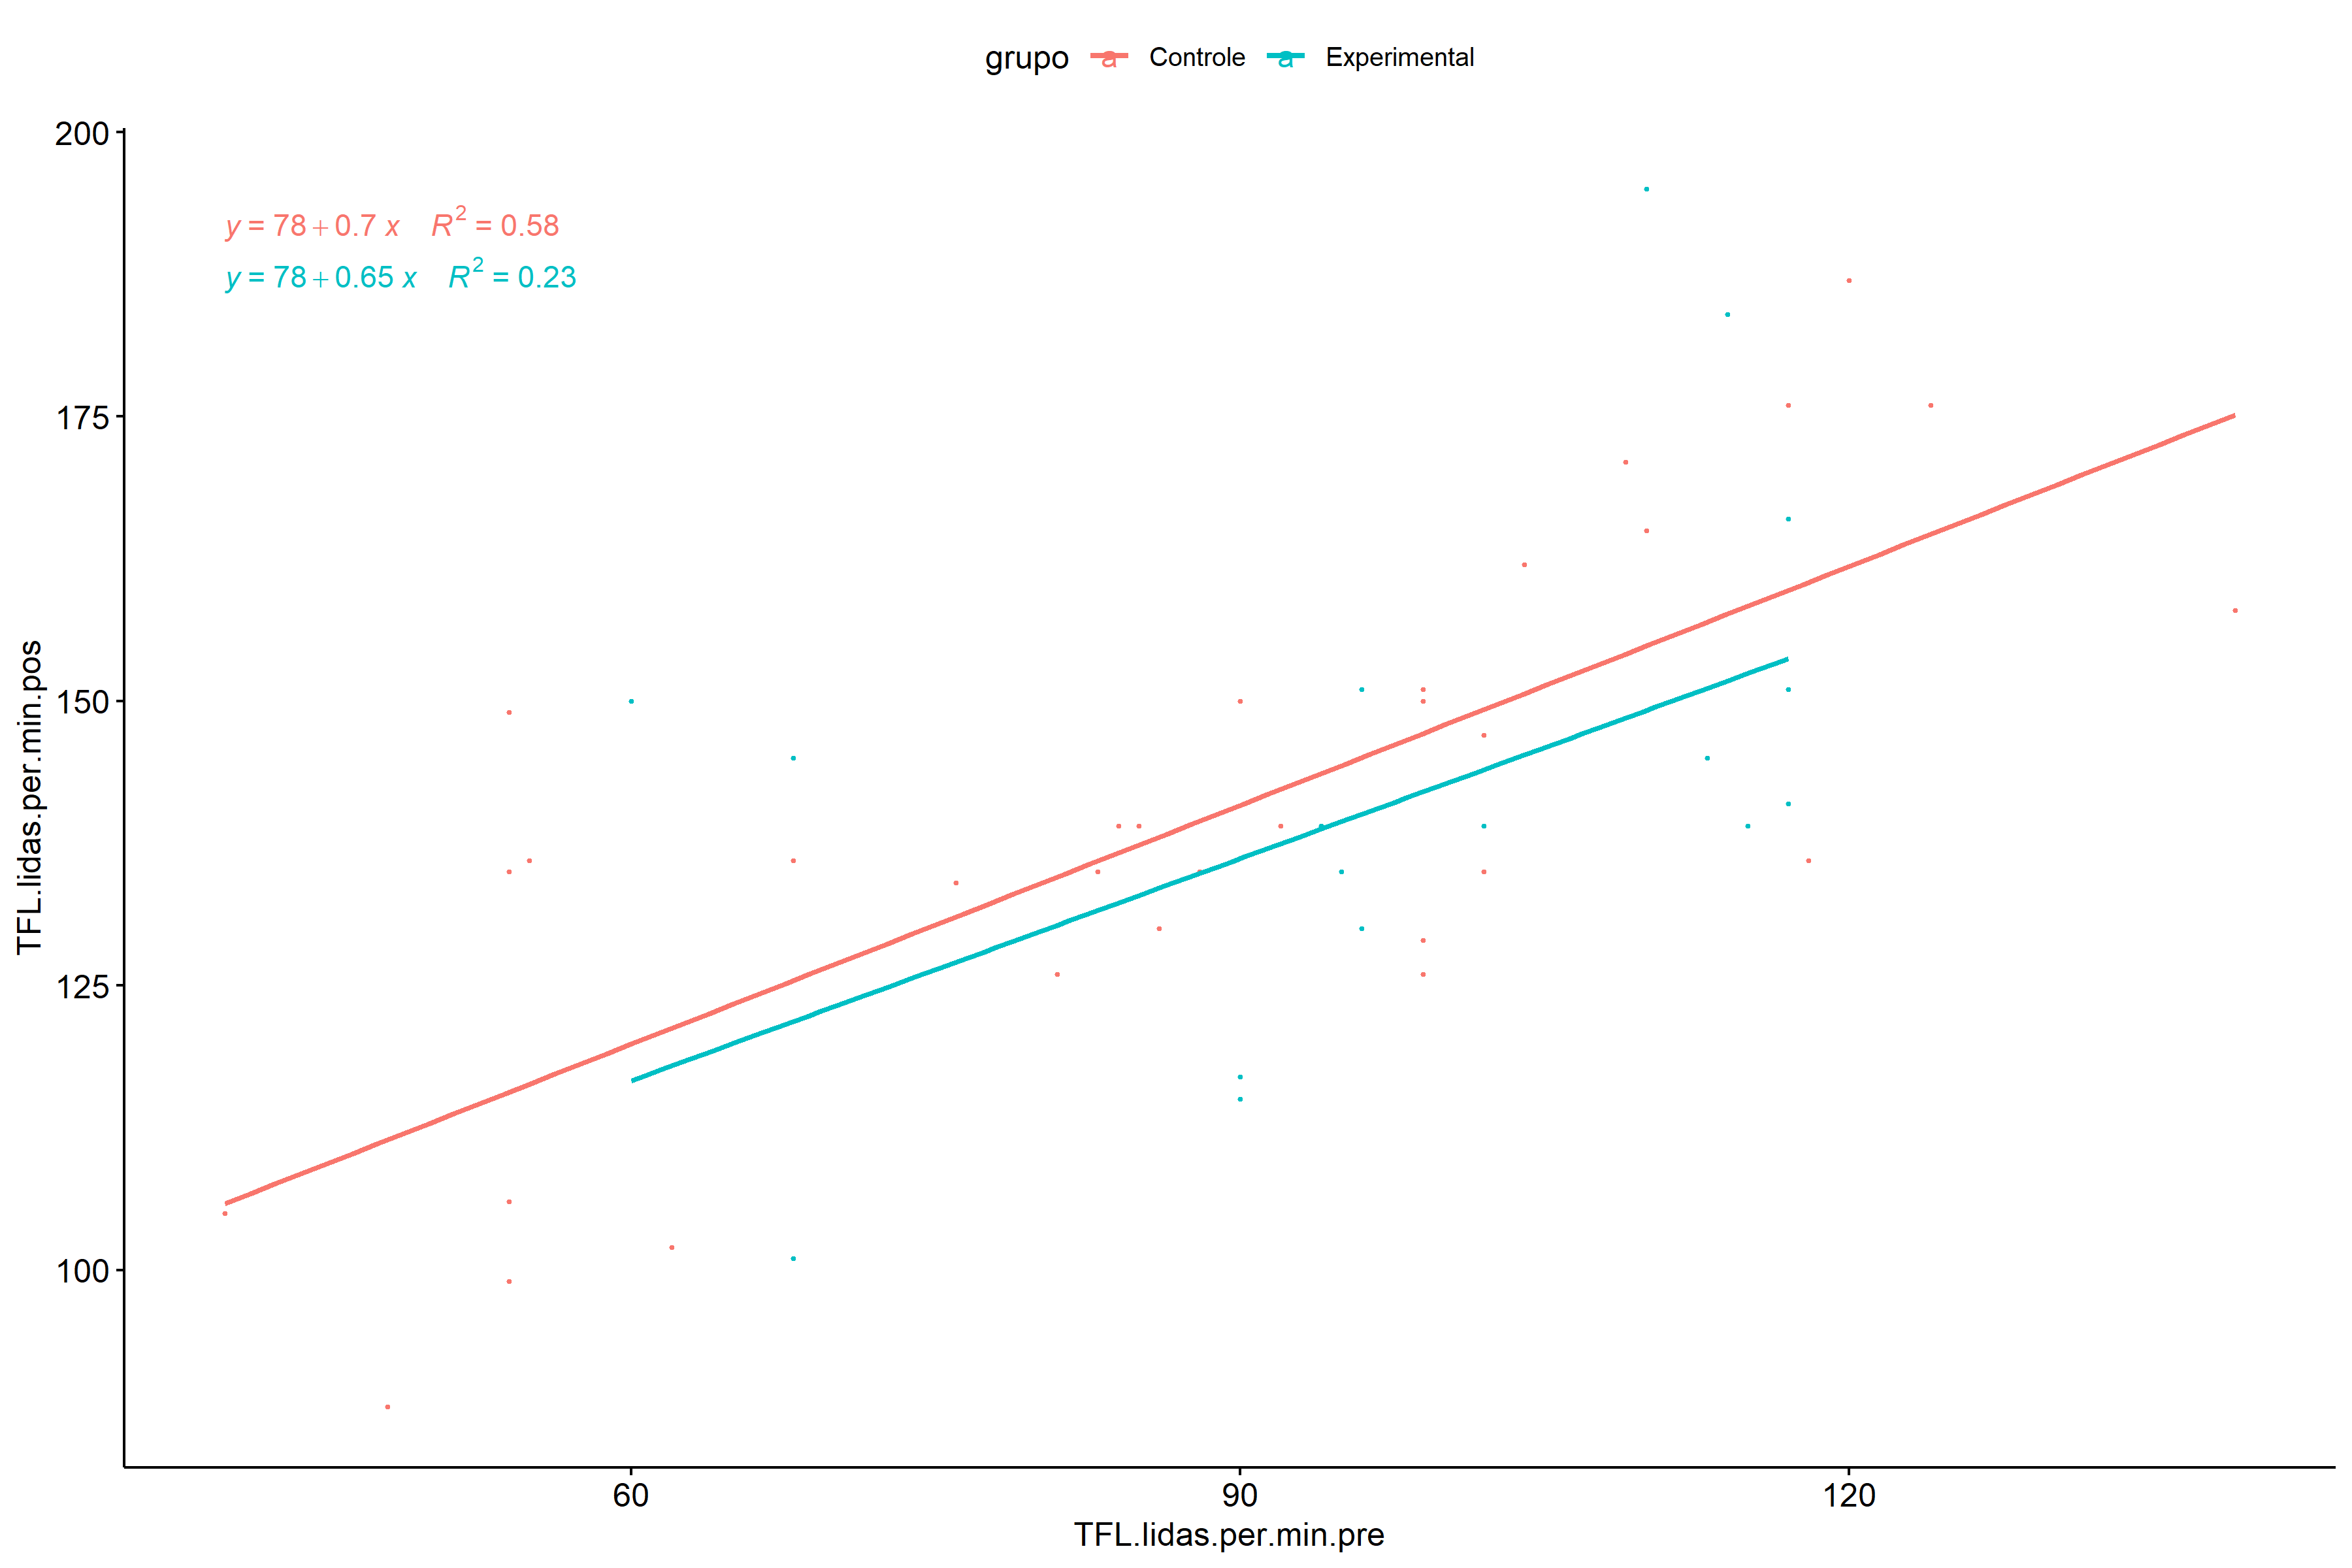 grupo a Controle a Experimental
200
y = 78 + 0.7 x R² = 0.58
y = 78 + 0.65 x R² = 0.23
175
150
125
100
TFL.lidas.per.min.pos
60 90 120
TFL.lidas.per.min.pre